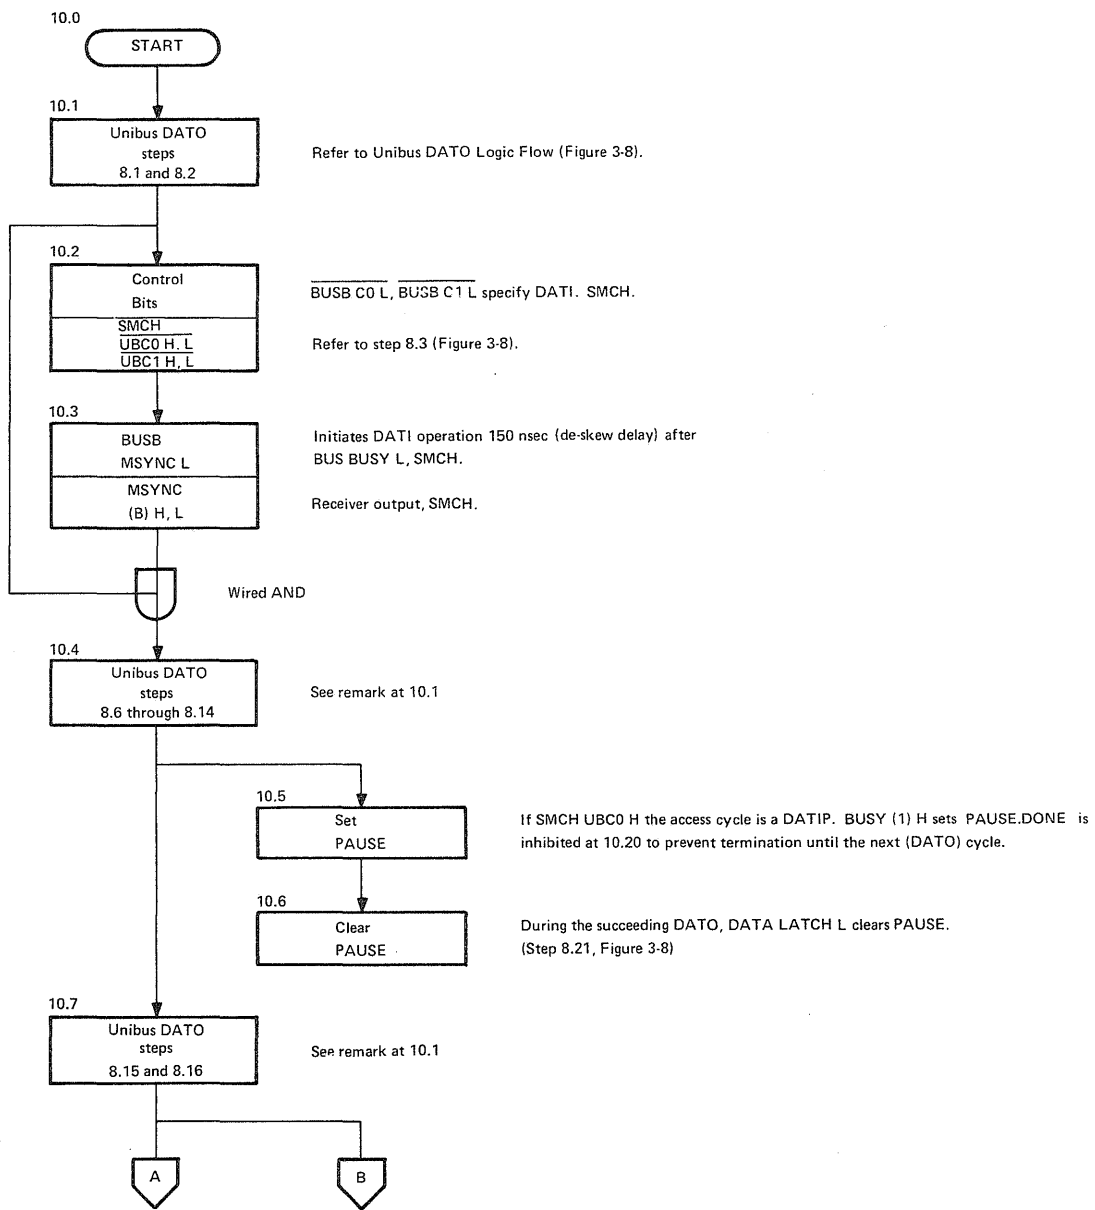 10.0
START
10.1
Unibus DATO
steps
8.1 and 8.2
Refer to Unibus DATO Logic Flow (Figure 3-8).
10.2
Control
Bits
BUSB C0 L, BUSB C1 L specify DATI. SMCH.
SMCH
UBC0 H. L
UBC1 H, L
Refer to step 8.3 (Figure 3-8).
10.3
BUSB
MSYNC L
Initiates DATI operation 150 nsec (de-skew delay) after
BUS BUSY L, SMCH.
MSYNC
(B) H, L
Receiver output, SMCH.
Wired AND
10.4
Unibus DATO
steps
8.6 through 8.14
See remark at 10.1
10.5
Set
PAUSE
If SMCH UBC0 H the access cycle is a DATIP. BUSY (1) H sets PAUSE.DONE is
inhibited at 10.20 to prevent termination until the next (DATO) cycle.
10.6
Clear
PAUSE
During the succeeding DATO, DATA LATCH L clears PAUSE.
(Step 8.21, Figure 3-8)
10.7
Unibus DATO
steps
8.15 and 8.16
See remark at 10.1
A
B